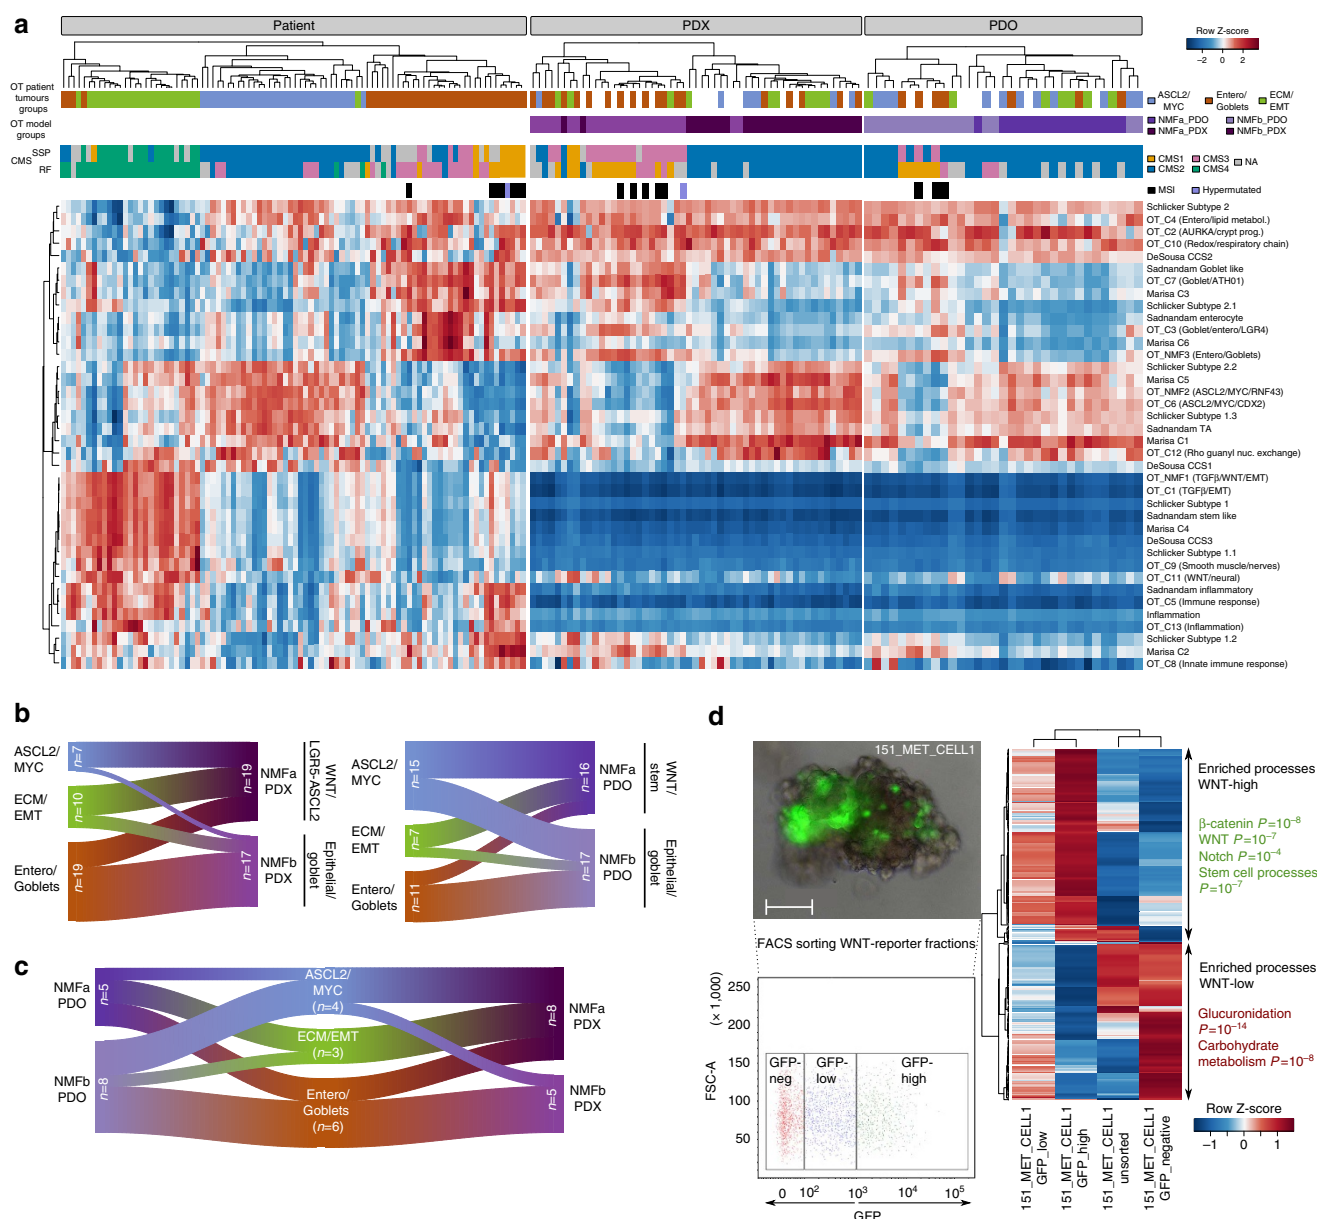 a
Patient
PDX
PDO
Row Z-score
−2 0 2
OT patient
tumours
groups
ASCL2/
MYC
Entero/
Goblets
ECM/
EMT
OT model
groups
NMFa_PDO
NMFb_PDO
NMFa_PDX
NMFb_PDX
CMS
SSP
RF
CMS1
CMS3
NA
CMS2
CMS4
MSI
Hypermutated
Schlicker Subtype 2
OT_C4 (Entero/lipid metabol.)
OT_C2 (AURKA/crypt prog.)
OT_C10 (Redox/respiratory chain)
DeSousa CCS2
Sadnandam Goblet like
OT_C7 (Goblet/ATH01)
Marisa C3
Schlicker Subtype 2.1
Sadnandam enterocyte
OT_C3 (Goblet/entero/LGR4)
Marisa C6
OT_NMF3 (Entero/Goblets)
Schlicker Subtype 2.2
Marisa C5
OT_NMF2 (ASCL2/MYC/RNF43)
OT_C6 (ASCL2/MYC/CDX2)
Schlicker Subtype 1.3
Sadnandam TA
Marisa C1
OT_C12 (Rho guanyl nuc. exchange)
DeSousa CCS1
OT_NMF1 (TGFβ/WNT/EMT)
OT_C1 (TGFβ/EMT)
Schlicker Subtype 1
Sadnandam stem like
Marisa C4
DeSousa CCS3
Schlicker Subtype 1.1
OT_C9 (Smooth muscle/nerves)
OT_C11 (WNT/neural)
Sadnandam inflammatory
OT_C5 (Immune response)
Inflammation
OT_C13 (Inflammation)
Schlicker Subtype 1.2
Marisa C2
OT_C8 (Innate immune response)
b
ASCL2/
MYC
n=7
ECM/
EMT
n=10
Entero/
Goblets
n=19
n=19
NMFa
PDX
WNT/
LGR5-ASCL2
n=17
NMFb
PDX
Epithelial/
goblet
ASCL2/
MYC
n=15
ECM/
EMT
n=7
Entero/
Goblets
n=11
n=16
NMFa
PDO
WNT/
stem
n=17
NMFb
PDO
Epithelial/
goblet
c
NMFa
PDO
n=5
NMFb
PDO
n=8
ASCL2/
MYC
(n=4)
ECM/EMT
(n=3)
Entero/
Goblets
(n=6)
n=8
NMFa
PDX
n=5
NMFb
PDX
d
151_MET_CELL1
FACS sorting WNT-reporter fractions
FSC-A
(× 1,000)
250
200
150
100
50
GFP-
neg
GFP-
low
GFP-
high
0 10² 10³ 10⁴ 10⁵
GFP
Enriched processes
WNT-high
β-catenin P=10⁻⁸
WNT P=10⁻⁷
Notch P=10⁻⁴
Stem cell processes
P=10⁻⁷
Enriched processes
WNT-low
Glucuronidation
P=10⁻¹⁴
Carbohydrate
metabolism P=10⁻⁸
151_MET_CELL1
GFP_low
151_MET_CELL1
GFP_high
151_MET_CELL1
unsorted
151_MET_CELL1
GFP_negative
Row Z-score
−1 0 1